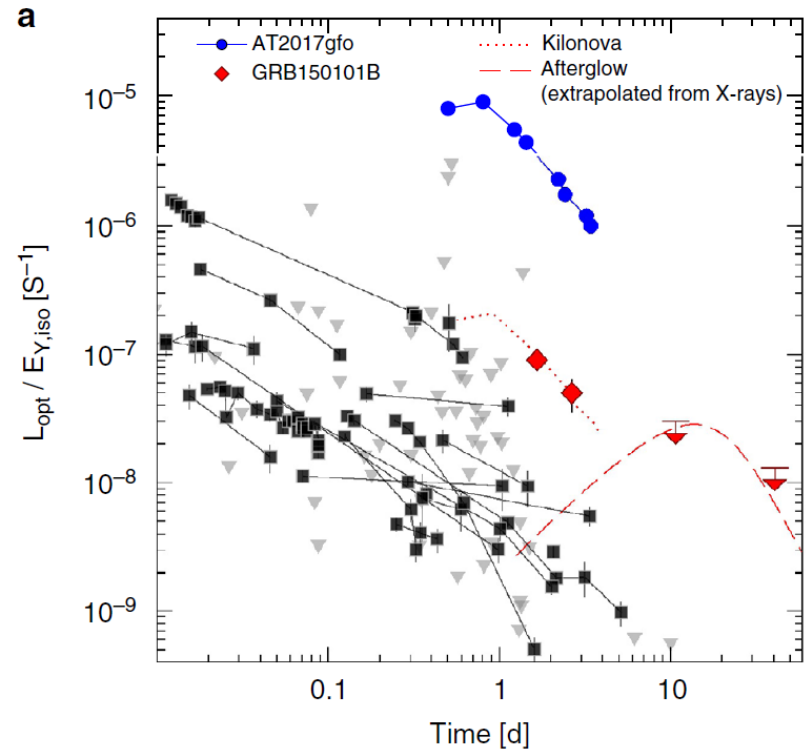 a
AT2017gfo
GRB150101B
Kilonova
Afterglow
(extrapolated from X-rays)
L_opt / E_Y,iso [S⁻¹]
10⁻⁵
10⁻⁶
10⁻⁷
10⁻⁸
10⁻⁹
0.1
1
10
Time [d]